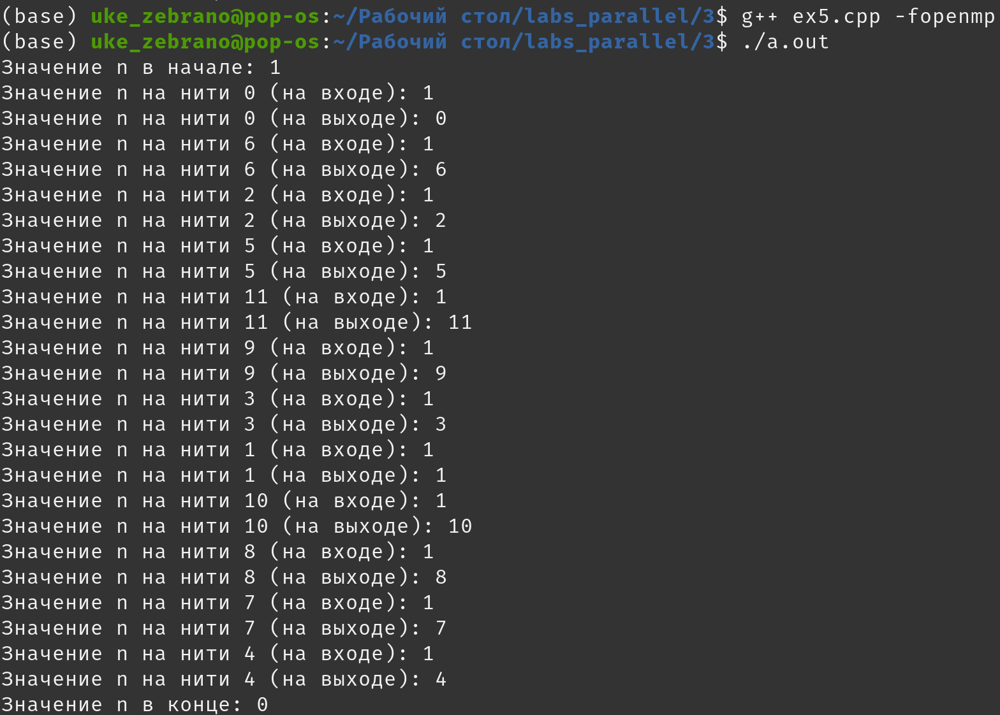 (base) uke_zebrano@pop-os:~/Рабочий стол/labs_parallel/3$ g++ ex5.cpp -fopenmp
(base) uke_zebrano@pop-os:~/Рабочий стол/labs_parallel/3$ ./a.out
Значение n в начале: 1
Значение n на нити 0 (на входе): 1
Значение n на нити 0 (на выходе): 0
Значение n на нити 6 (на входе): 1
Значение n на нити 6 (на выходе): 6
Значение n на нити 2 (на входе): 1
Значение n на нити 2 (на выходе): 2
Значение n на нити 5 (на входе): 1
Значение n на нити 5 (на выходе): 5
Значение n на нити 11 (на входе): 1
Значение n на нити 11 (на выходе): 11
Значение n на нити 9 (на входе): 1
Значение n на нити 9 (на выходе): 9
Значение n на нити 3 (на входе): 1
Значение n на нити 3 (на выходе): 3
Значение n на нити 1 (на входе): 1
Значение n на нити 1 (на выходе): 1
Значение n на нити 10 (на входе): 1
Значение n на нити 10 (на выходе): 10
Значение n на нити 8 (на входе): 1
Значение n на нити 8 (на выходе): 8
Значение n на нити 7 (на входе): 1
Значение n на нити 7 (на выходе): 7
Значение n на нити 4 (на входе): 1
Значение n на нити 4 (на выходе): 4
Значение n в конце: 0